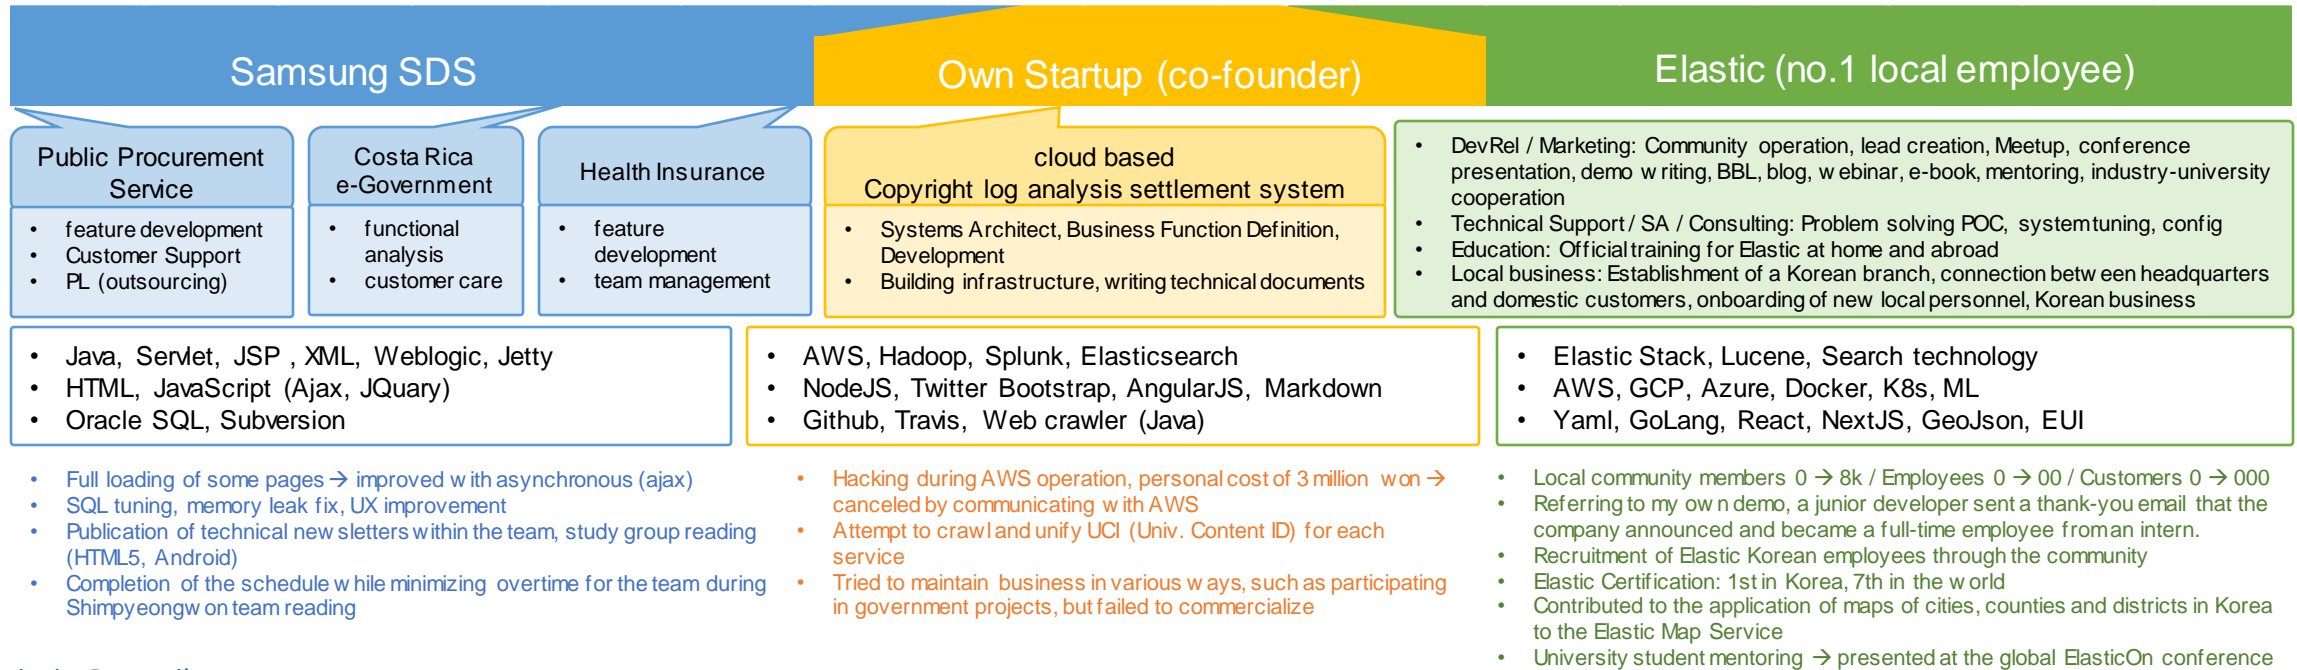 Samsung SDS
Own Startup (co-founder)
Elastic (no.1 local employee)
Public Procurement
Service
• feature development
• Customer Support
• PL (outsourcing)
Costa Rica
e-Government
• functional
analysis
• customer care
Health Insurance
• feature
development
• team management
cloud based
Copyright log analysis settlement system
• Systems Architect, Business Function Definition,
Development
• Building infrastructure, writing technical documents
• DevRel / Marketing: Community operation, lead creation, Meetup, conference
presentation, demo writing, BBL, blog, webinar, e-book, mentoring, industry-university
cooperation
• Technical Support / SA / Consulting: Problem solving POC, system tuning, config
• Education: Official training for Elastic at home and abroad
• Local business: Establishment of a Korean branch, connection between headquarters
and domestic customers, onboarding of new local personnel, Korean business
• Java, Servlet, JSP , XML, Weblogic, Jetty
• HTML, JavaScript (Ajax, JQuary)
• Oracle SQL, Subversion
• AWS, Hadoop, Splunk, Elasticsearch
• NodeJS, Twitter Bootstrap, AngularJS, Markdown
• Github, Travis, Web crawler (Java)
• Elastic Stack, Lucene, Search technology
• AWS, GCP, Azure, Docker, K8s, ML
• Yaml, GoLang, React, NextJS, GeoJson, EUI
• Full loading of some pages → improved with asynchronous (ajax)
• SQL tuning, memory leak fix, UX improvement
• Publication of technical newsletters within the team, study group reading
(HTML5, Android)
• Completion of the schedule while minimizing overtime for the team during
Shimpyeongwon team reading
• Hacking during AWS operation, personal cost of 3 million won →
canceled by communicating with AWS
• Attempt to crawl and unify UCI (Univ. Content ID) for each
service
• Tried to maintain business in various ways, such as participating
in government projects, but failed to commercialize
• Local community members 0 → 8k / Employees 0 → 00 / Customers 0 → 000
• Referring to my own demo, a junior developer sent a thank-you email that the
company announced and became a full-time employee from an intern.
• Recruitment of Elastic Korean employees through the community
• Elastic Certification: 1st in Korea, 7th in the world
• Contributed to the application of maps of cities, counties and districts in Korea
to the Elastic Map Service
• University student mentoring → presented at the global ElasticOn conference